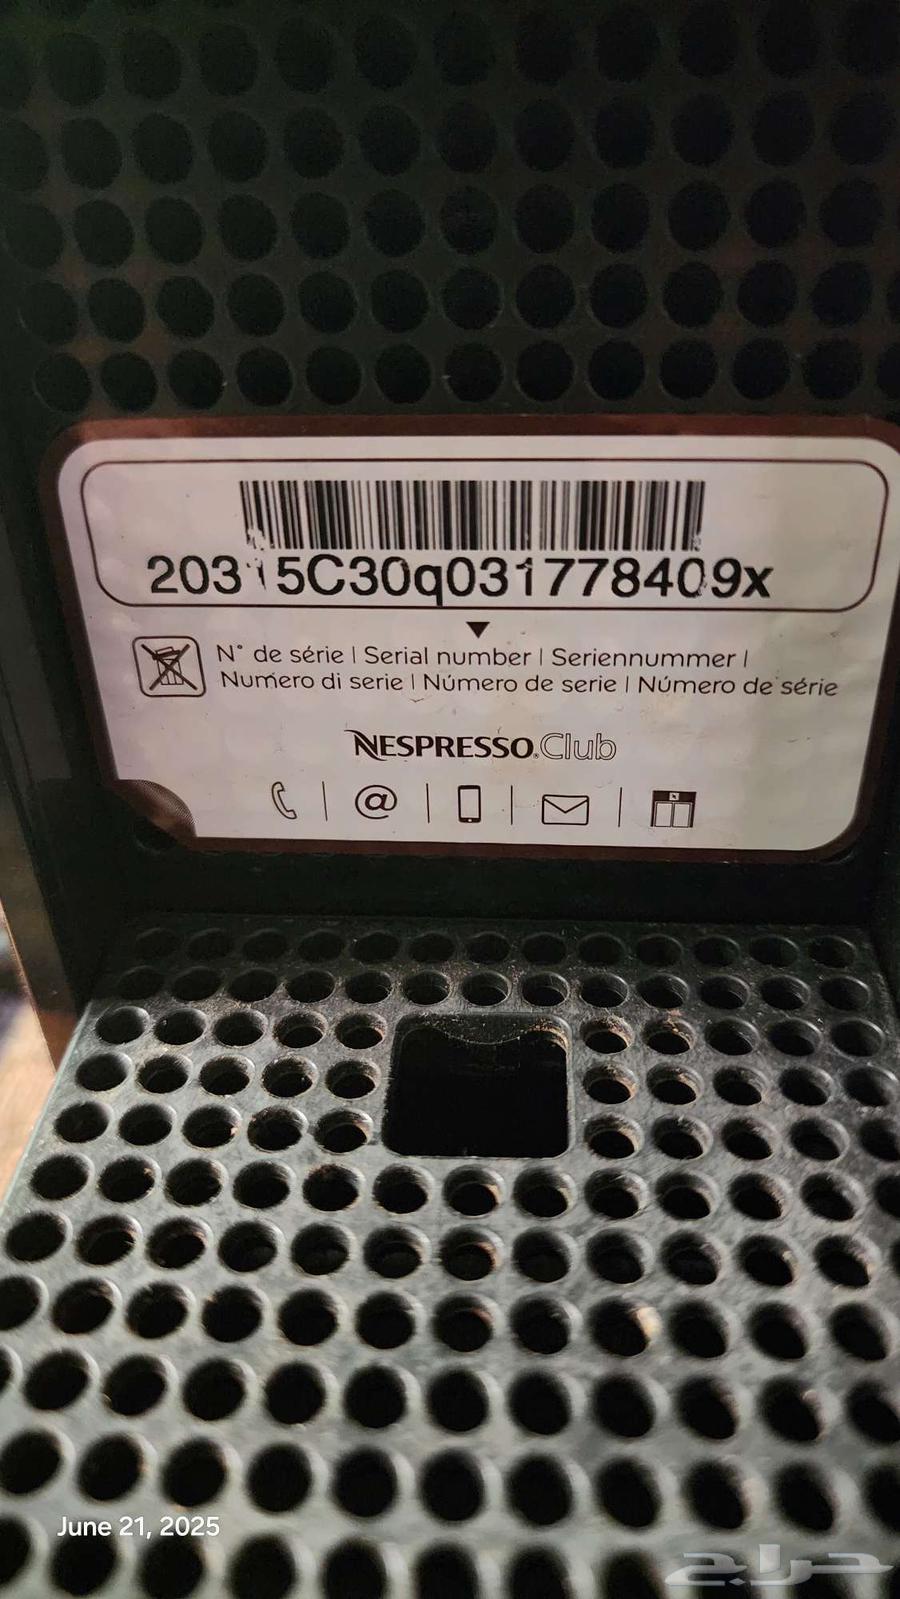 20315C30q031778409x
N° de série | Serial number | Seriennummer |
Numero di serie | Número de serie | Número de série
NESPRESSO. Club
June 21, 2025
حراج